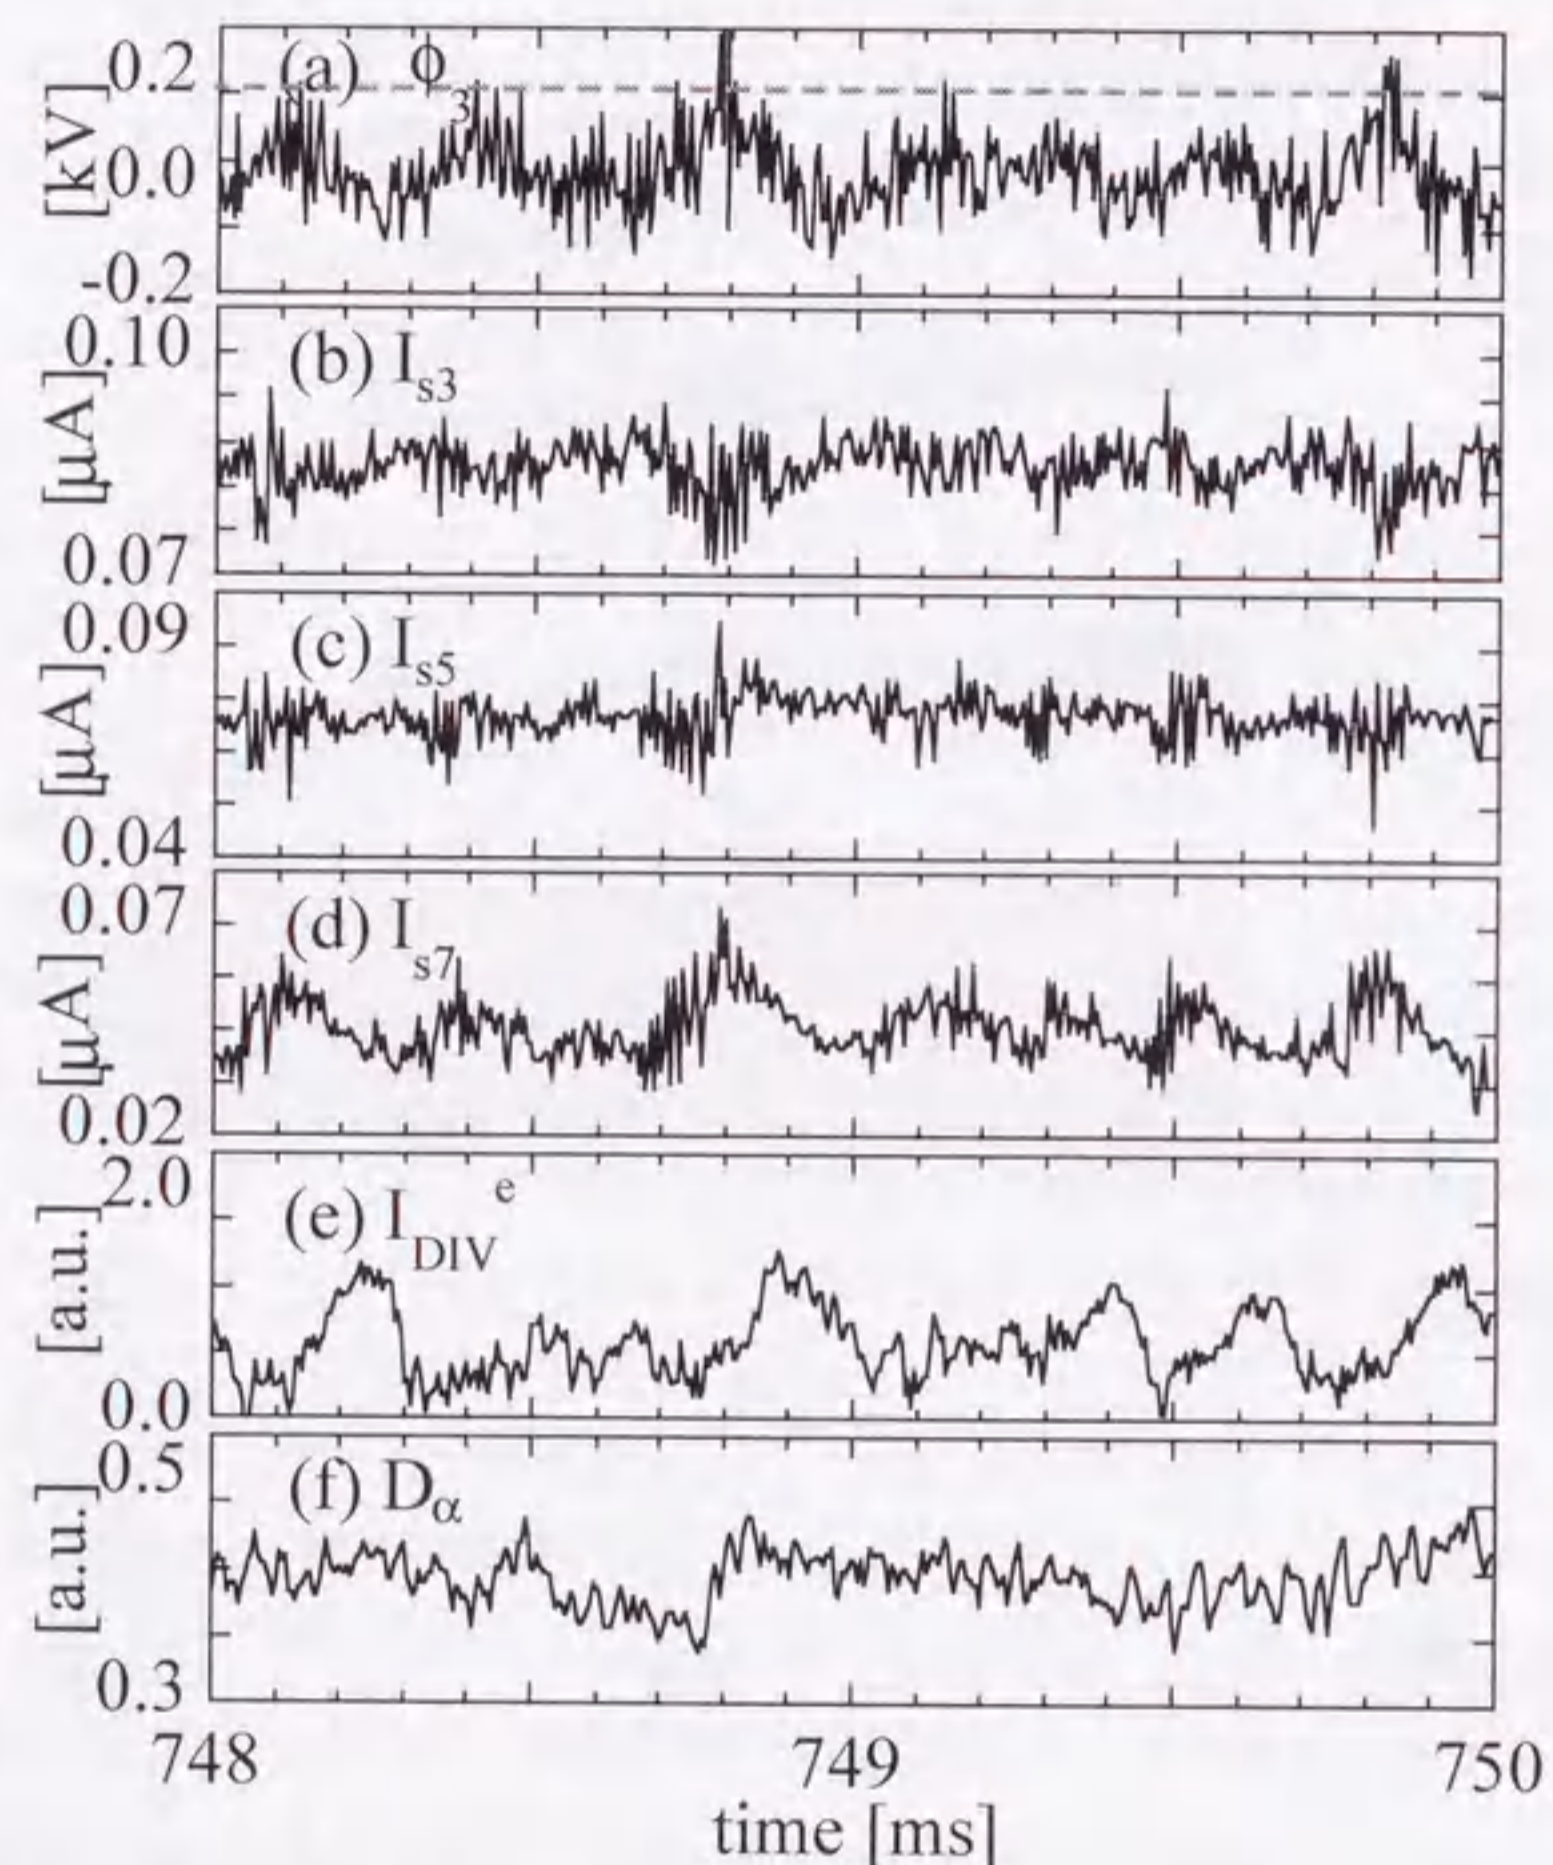 (a) ϕ₃
[kV]
0.2
0.0
-0.2
(b) Iₛ₃
[μA]
0.10
0.07
(c) Iₛ₅
[μA]
0.09
0.04
(d) Iₛ₇
[μA]
0.07
0.02
(e) I_DIV^e
[a.u.]
2.0
0.0
(f) D_α
[a.u.]
0.5
0.3
748 749 750
time [ms]